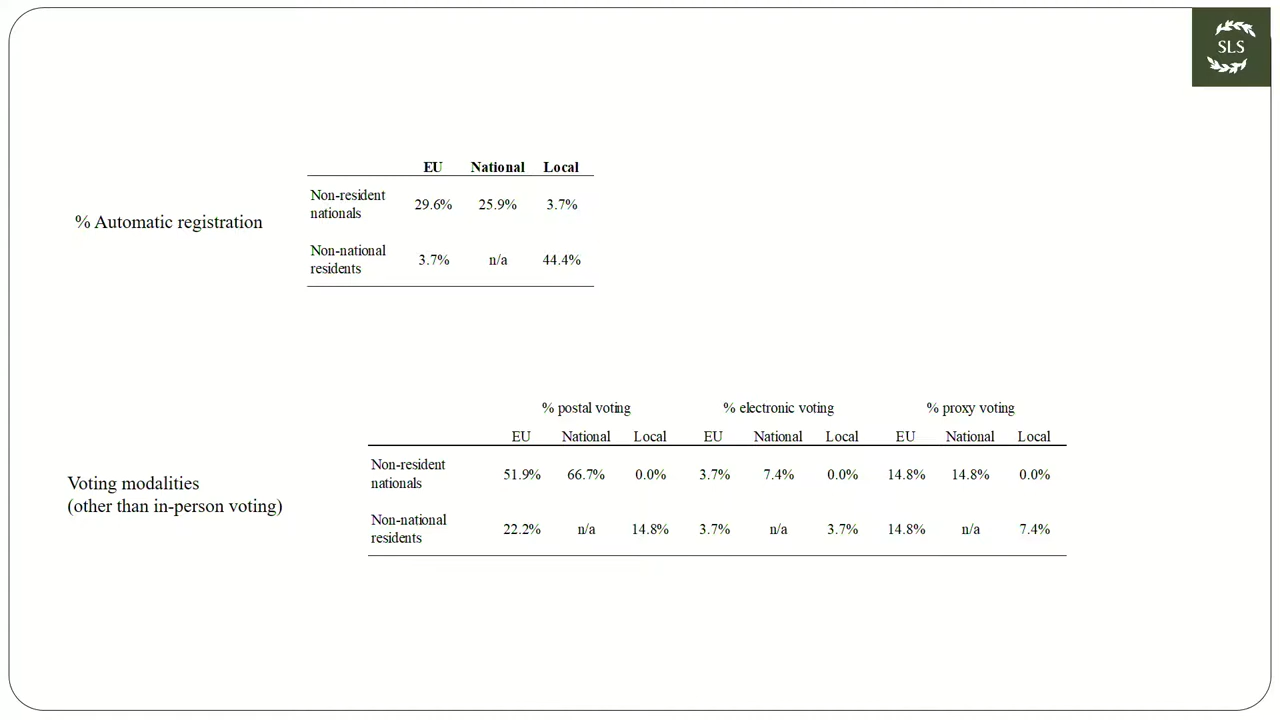 SLS
EU National Local
% Automatic registration
Non-resident nationals 29.6% 25.9% 3.7%
Non-national residents 3.7% n/a 44.4%
% postal voting % electronic voting % proxy voting
EU National Local EU National Local EU National Local
Voting modalities
(other than in-person voting)
Non-resident nationals 51.9% 66.7% 0.0% 3.7% 7.4% 0.0% 14.8% 14.8% 0.0%
Non-national residents 22.2% n/a 14.8% 3.7% n/a 3.7% 14.8% n/a 7.4%